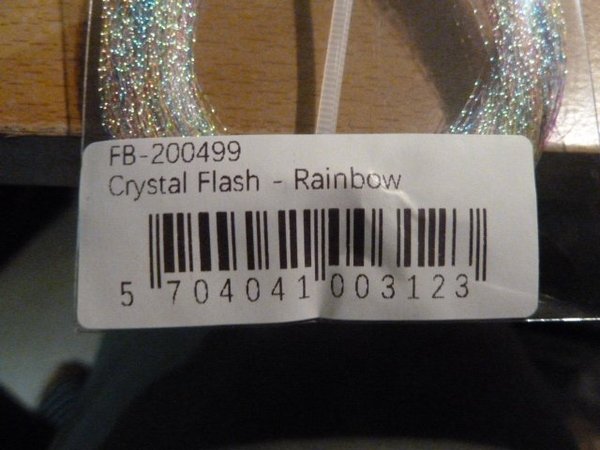 FB-200499
Crystal Flash - Rainbow
5 704041 003123